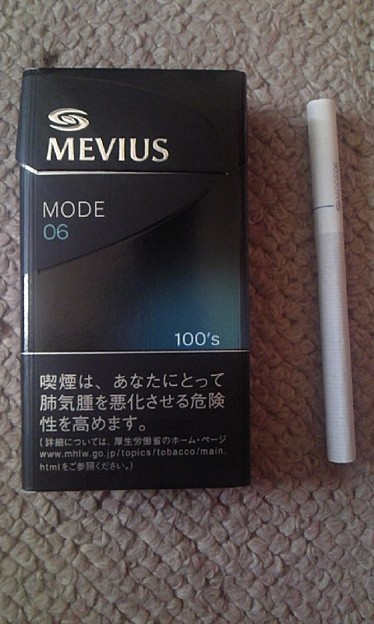 MEVIUS
MODE
06
100's
喫煙は、あなたにとって
肺気腫を悪化させる危険
性を高めます。
(詳細については、厚生労働省のホーム・ページ
www.mhlw.go.jp/topics/tobacco/main.
htmlをご参照ください。)